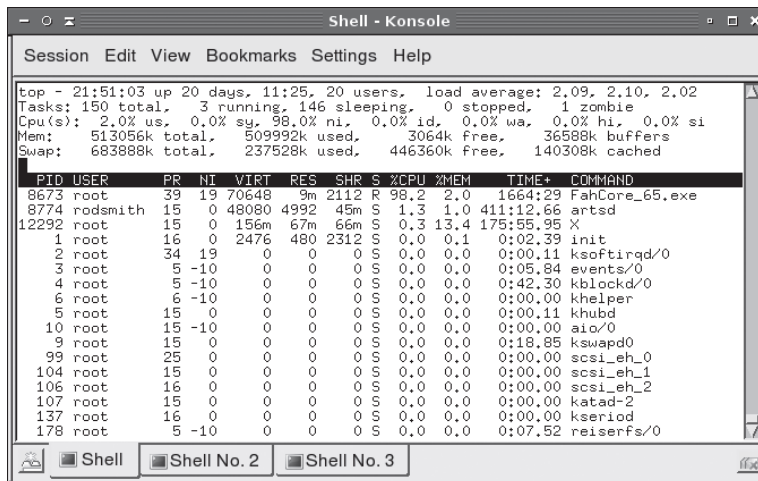 Shell - Konsole
Session Edit View Bookmarks Settings Help
top - 21:51:03 up 20 days, 11:25, 20 users, load average: 2.09, 2.10, 2.02
Tasks: 150 total, 3 running, 146 sleeping, 0 stopped, 1 zombie
Cpu(s): 2.0% us, 0.0% sy, 98.0% ni, 0.0% id, 0.0% wa, 0.0% hi, 0.0% si
Mem: 513056k total, 509992k used, 3064k free, 36588k buffers
Swap: 683888k total, 237528k used, 446360k free, 140308k cached
PID USER PR NI VIRT RES SHR S %CPU %MEM TIME+ COMMAND
8673 root 39 19 70648 9m 2112 R 98.2 2.0 1664:29 FahCore_65.exe
8774 rodsmith 15 0 48080 4992 45m S 1.3 1.0 411:12.66 artsd
12292 root 15 0 156m 67m 66m S 0.3 13.4 175:55.95 X
1 root 16 0 2476 480 2312 S 0.0 0.1 0:02.39 init
2 root 34 19 0 0 0 S 0.0 0.0 0:00.11 ksoftirqd/0
3 root 5 -10 0 0 0 S 0.0 0.0 0:05.84 events/0
4 root 5 -10 0 0 0 S 0.0 0.0 0:42.30 kblockd/0
6 root 6 -10 0 0 0 S 0.0 0.0 0:00.00 khelper
5 root 15 0 0 0 0 S 0.0 0.0 0:00.11 khubd
10 root 15 -10 0 0 0 S 0.0 0.0 0:00.00 aio/0
9 root 15 0 0 0 0 S 0.0 0.0 0:18.85 kswapd0
99 root 25 0 0 0 0 S 0.0 0.0 0:00.00 scsi_eh_0
104 root 15 0 0 0 0 S 0.0 0.0 0:00.00 scsi_eh_1
106 root 16 0 0 0 0 S 0.0 0.0 0:00.00 scsi_eh_2
107 root 15 0 0 0 0 S 0.0 0.0 0:00.00 katad-2
137 root 16 0 0 0 0 S 0.0 0.0 0:00.00 kseriod
178 root 5 -10 0 0 0 S 0.0 0.0 0:07.52 reiserfs/0
Shell Shell No. 2 Shell No. 3